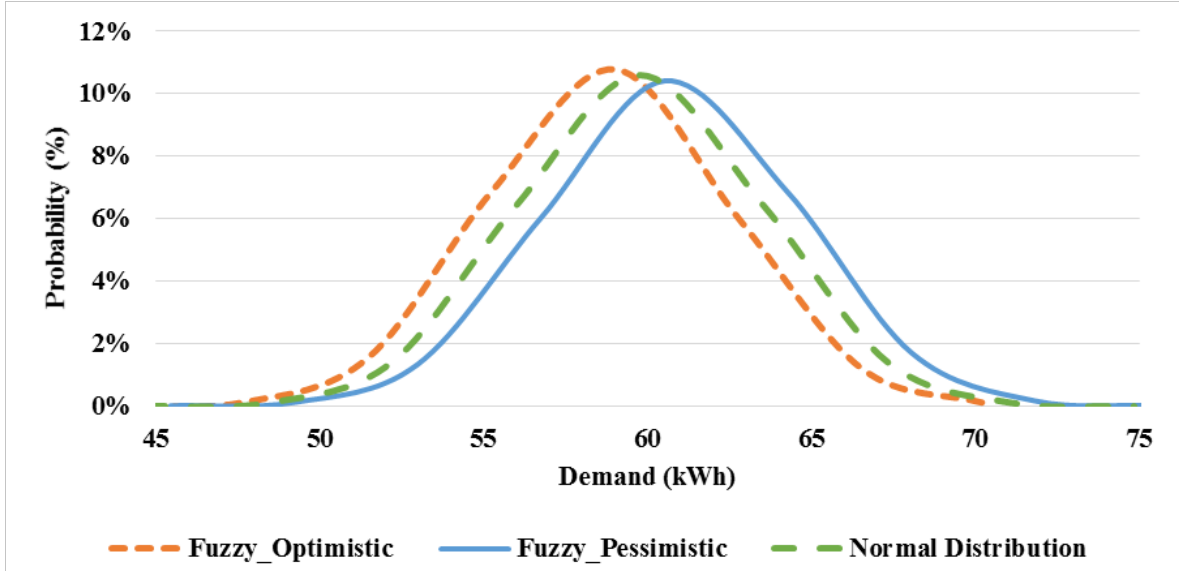 12%
10%
8%
6%
4%
2%
0%
Probability (%)
45 50 55 60 65 70 75
Demand (kWh)
Fuzzy_Optimistic Fuzzy_Pessimistic Normal Distribution